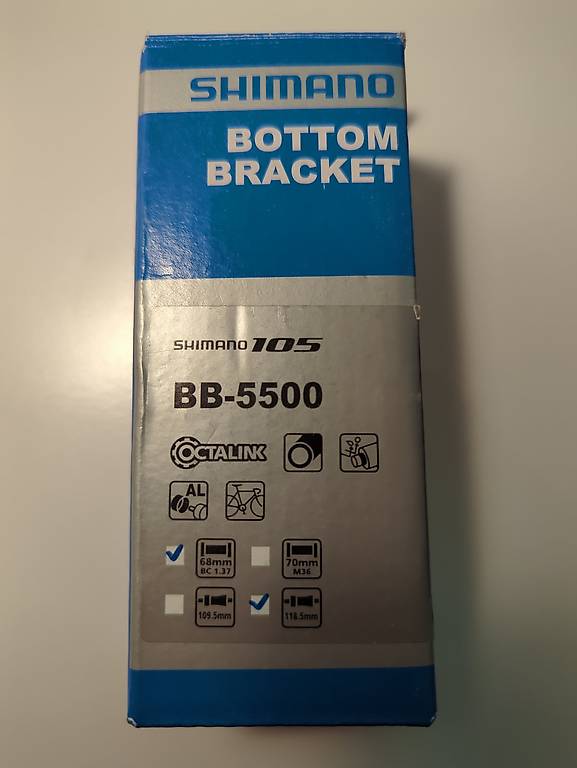 SHIMANO
BOTTOM
BRACKET
SHIMANO 105
BB-5500
OCTALINK
AL
68mm 70mm
BC 1.37 M36
109.5mm 118.5mm